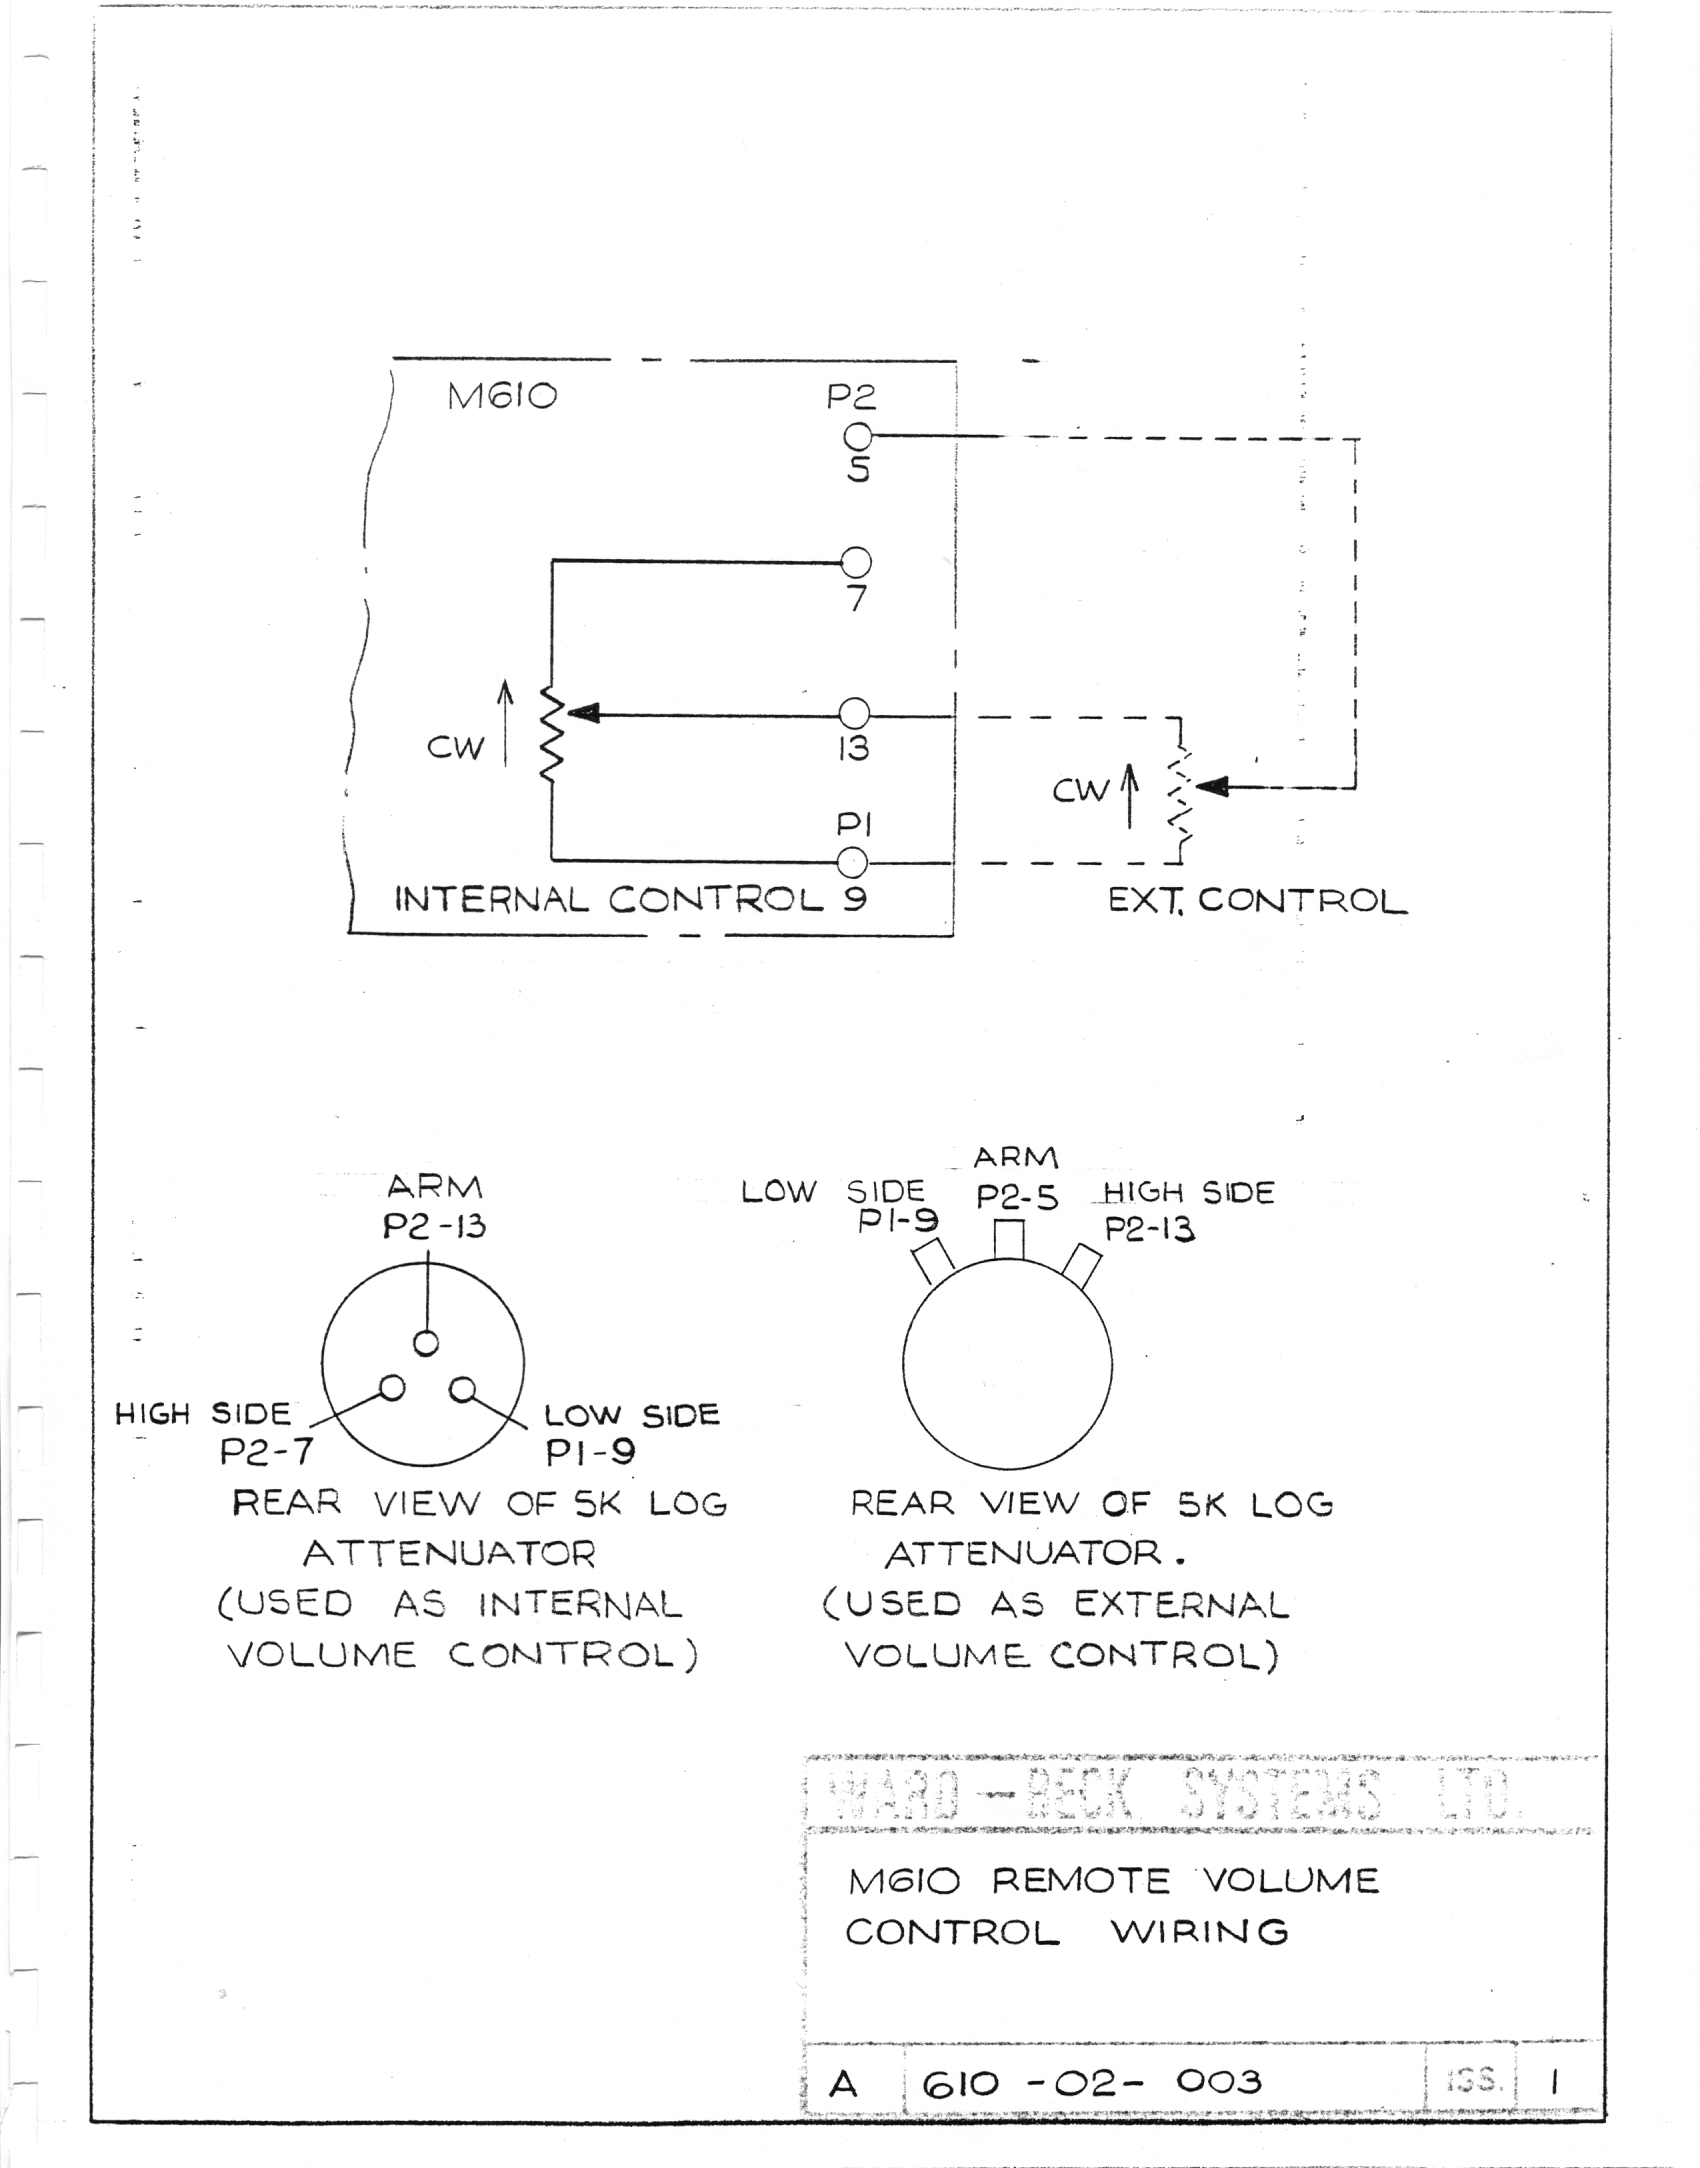 M610
P2
5
7
CW
13
CW
P1
INTERNAL CONTROL 9
EXT. CONTROL
ARM
P2-13
HIGH SIDE
P2-7
LOW SIDE
P1-9
REAR VIEW OF 5K LOG
ATTENUATOR
(USED AS INTERNAL
VOLUME CONTROL)
ARM
P2-5
LOW SIDE
P1-9
HIGH SIDE
P2-13
REAR VIEW OF 5K LOG
ATTENUATOR.
(USED AS EXTERNAL
VOLUME CONTROL)
WARD-BECK SYSTEMS LTD.
M610 REMOTE VOLUME
CONTROL WIRING
A 610-02-003 ISS. 1